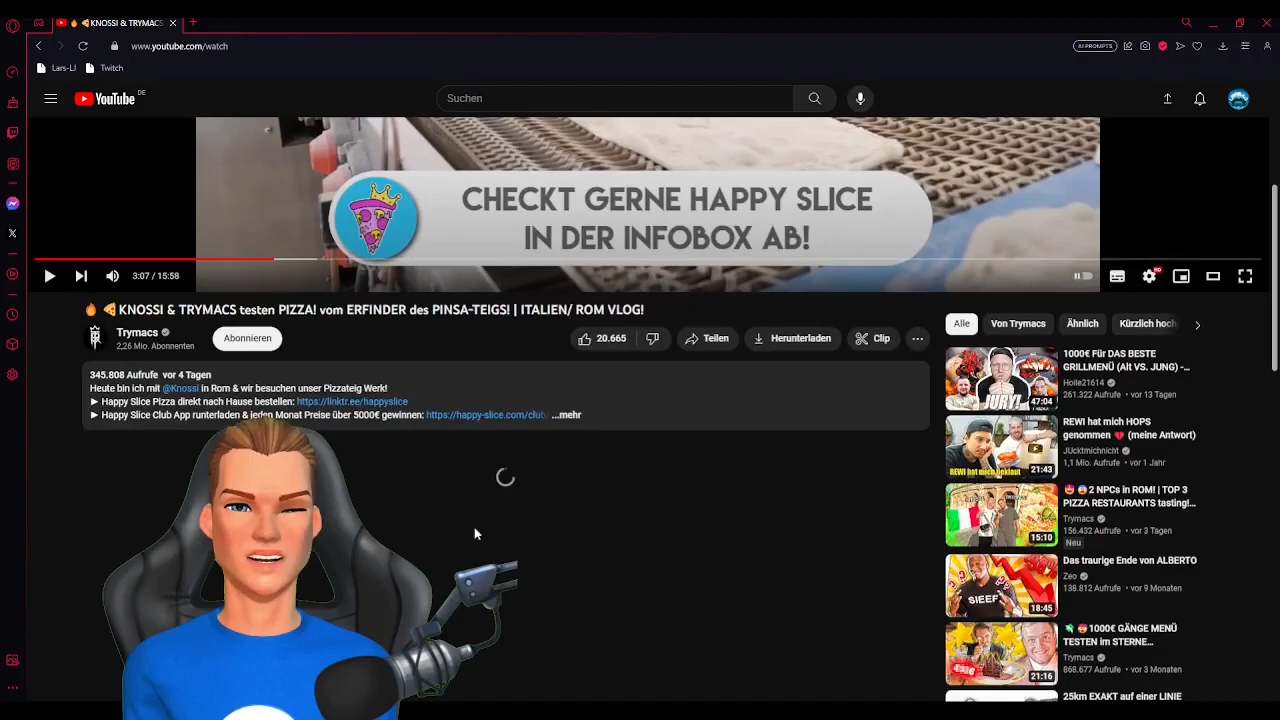 KNOSSI & TRYMACS
www.youtube.com/watch
AI PROMPTS
Lars-LI
Twitch
YouTube DE
Suchen
CHECKT GERNE HAPPY SLICE
IN DER INFOBOX AB!
3:07 / 15:58
HD
KNOSSI & TRYMACS testen PIZZA! vom ERFINDER des PINSA-TEIGS! | ITALIEN/ ROM VLOG!
Trymacs
2,26 Mio. Abonnenten
Abonnieren
20.665
Teilen
Herunterladen
Clip
345.808 Aufrufe vor 4 Tagen
Heute bin ich mit @Knossi in Rom & wir besuchen unser Pizzateig Werk!
► Happy Slice Pizza direkt nach Hause bestellen: https://linktr.ee/happyslice
► Happy Slice Club App runterladen & jeden Monat Preise über 5000€ gewinnen: https://happy-slice.com/club ...mehr
Alle
Von Trymacs
Ähnlich
Kürzlich hoch
JURY!
47:04
1000€ Für DAS BESTE
GRILLMENÜ (Alt VS. JUNG) -...
Holle21614
261.322 Aufrufe • vor 13 Tagen
REWI hat mich beklaut
21:43
REWI hat mich HOPS
genommen 💔 (meine Antwort)
JUcktmichnicht
1,1 Mio. Aufrufe • vor 1 Jahr
15:10
2 NPCs in ROM! | TOP 3
PIZZA RESTAURANTS tasting!...
Trymacs
156.432 Aufrufe • vor 3 Tagen
Neu
SIEEF
18:45
Das traurige Ende von ALBERTO
Zeo
138.812 Aufrufe • vor 9 Monaten
21:16
1000€ GÄNGE MENÜ
TESTEN im STERNE...
Trymacs
868.677 Aufrufe • vor 3 Monaten
25km EXAKT auf einer LINIE